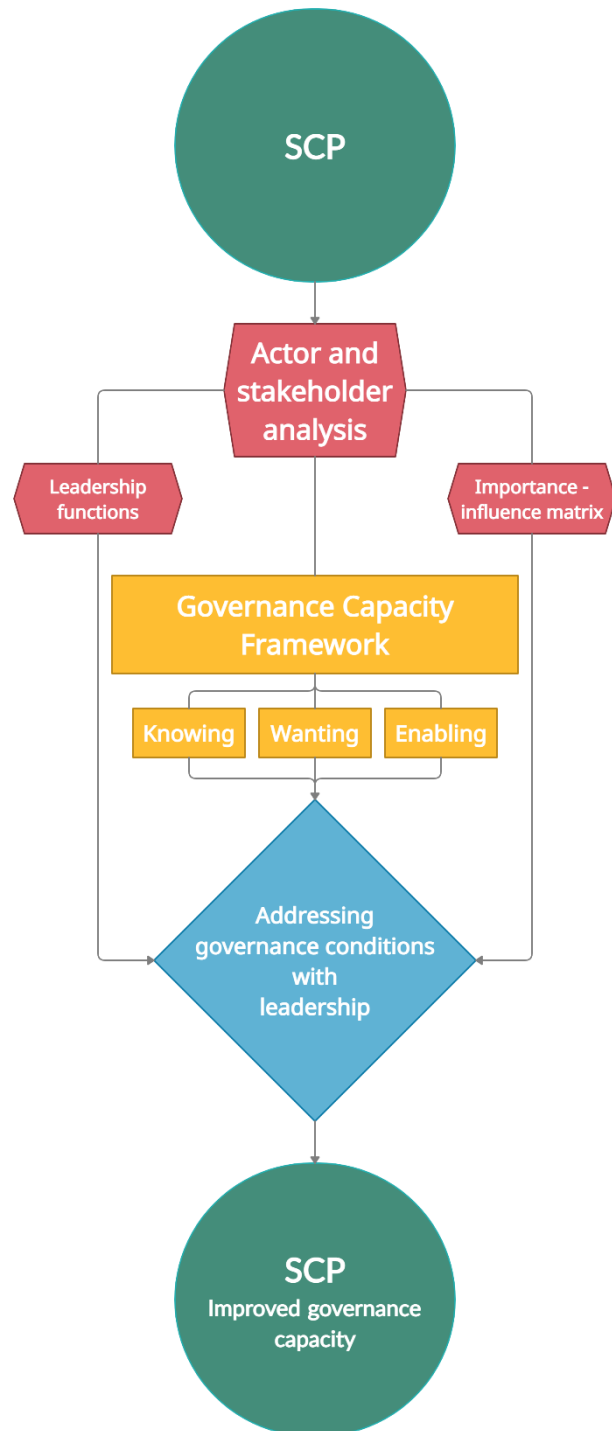 SCP
Actor and
stakeholder
analysis
Leadership
functions
Importance -
influence matrix
Governance Capacity
Framework
Knowing
Wanting
Enabling
Addressing
governance conditions
with
leadership
SCP
Improved governance
capacity